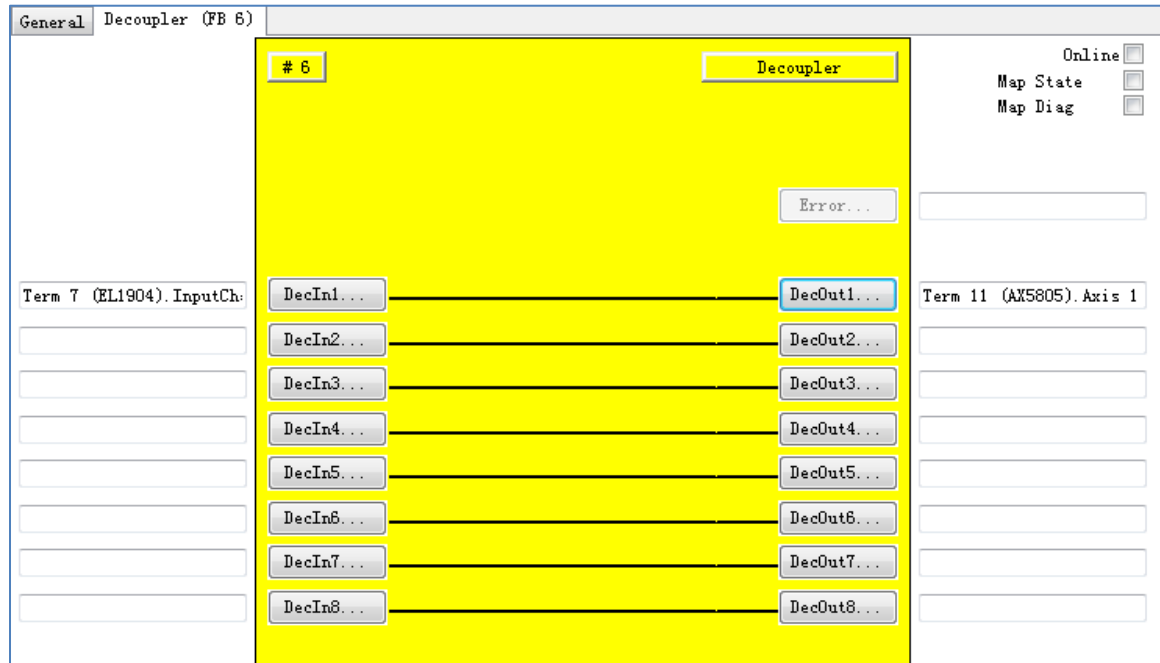 General Decoupler (FB 6)
# 6 Decoupler Online
Map State
Map Diag
Error...
Term 7 (EL1904).InputCh: DecIn1... DecOut1... Term 11 (AX5805).Axis 1
DecIn2... DecOut2...
DecIn3... DecOut3...
DecIn4... DecOut4...
DecIn5... DecOut5...
DecIn6... DecOut6...
DecIn7... DecOut7...
DecIn8... DecOut8...